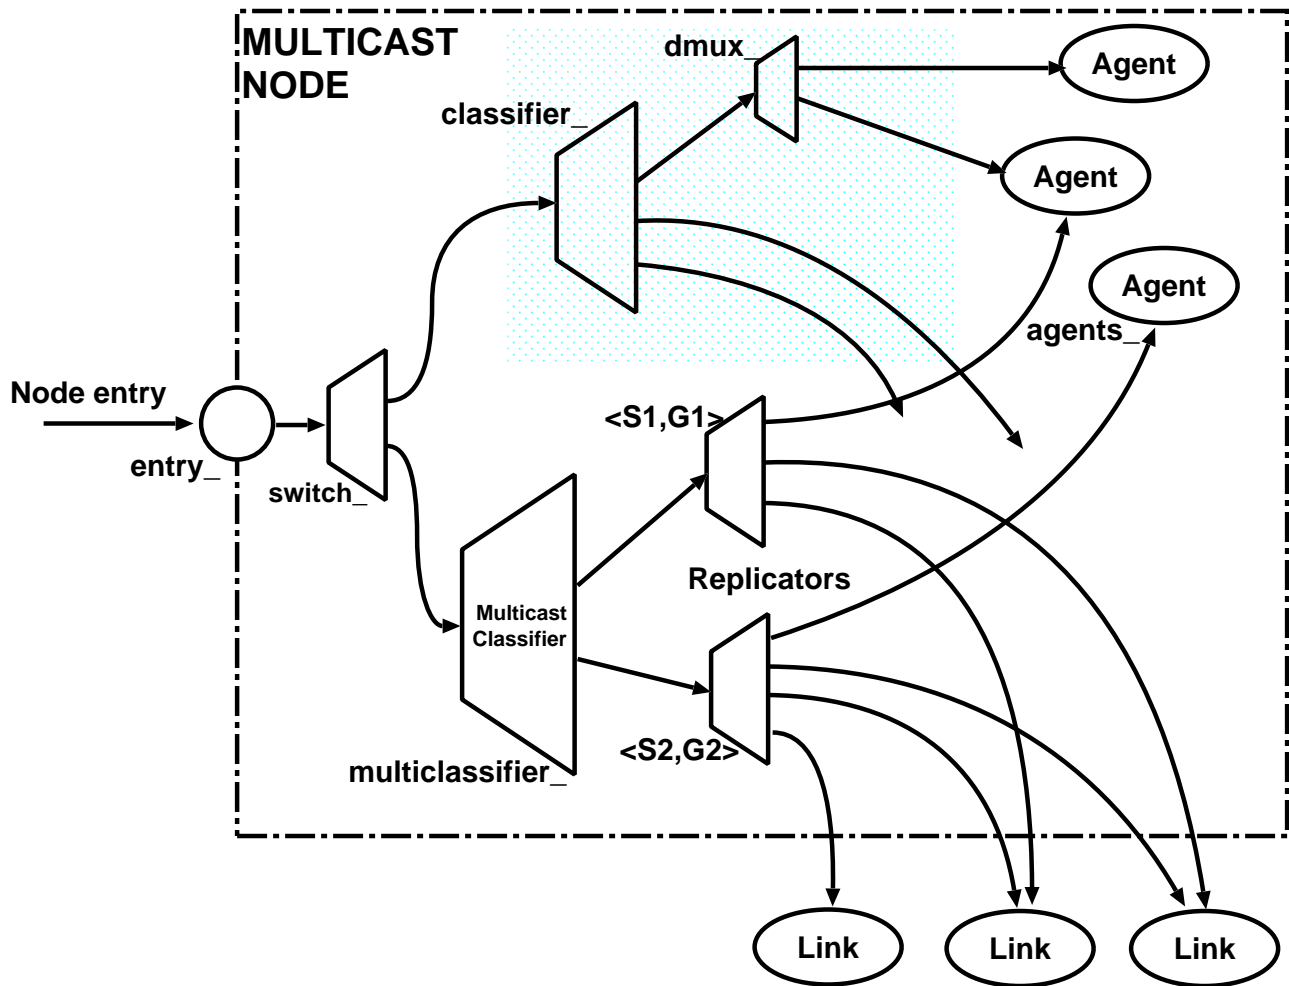 MULTICAST
NODE
dmux_
Agent
classifier_
Agent
Agent
agents_
Node entry
<S1,G1>
entry_
switch_
Replicators
Multicast
Classifier
<S2,G2>
multiclassifier_
Link
Link
Link